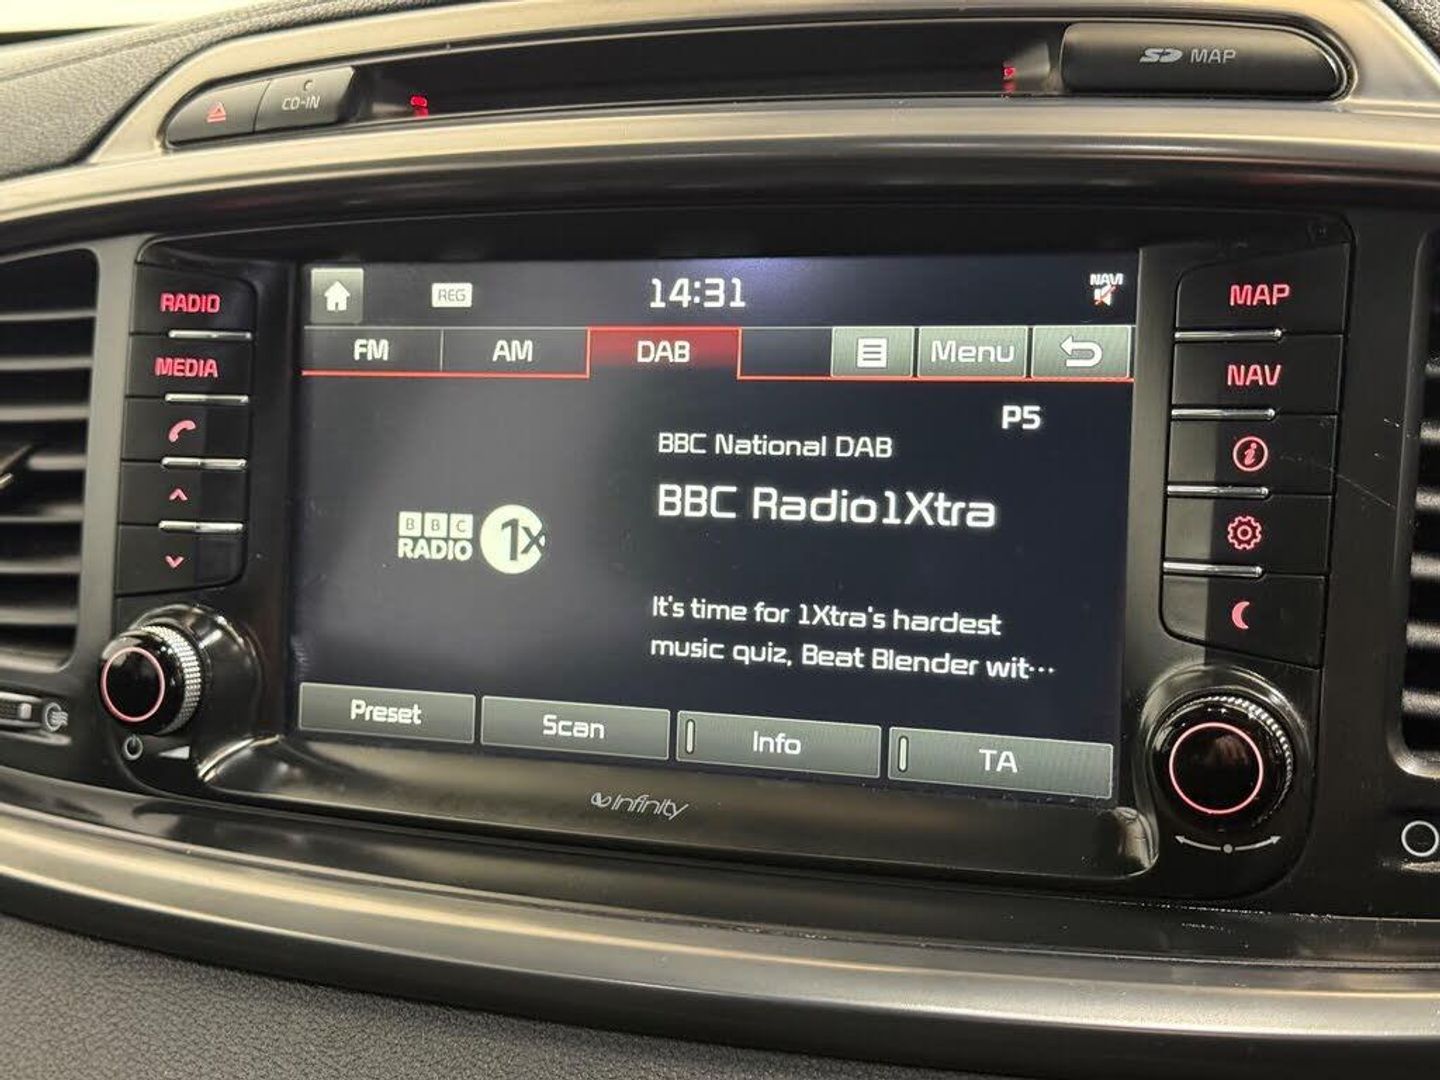 CD-IN
SD MAP
RADIO
MEDIA
REG
14:31
NAVI
FM
AM
DAB
Menu
P5
BBC National DAB
BBC Radio1Xtra
BBC
RADIO
1X
It's time for 1Xtra's hardest
music quiz, Beat Blender wit...
Preset
Scan
Info
TA
infinity
MAP
NAV